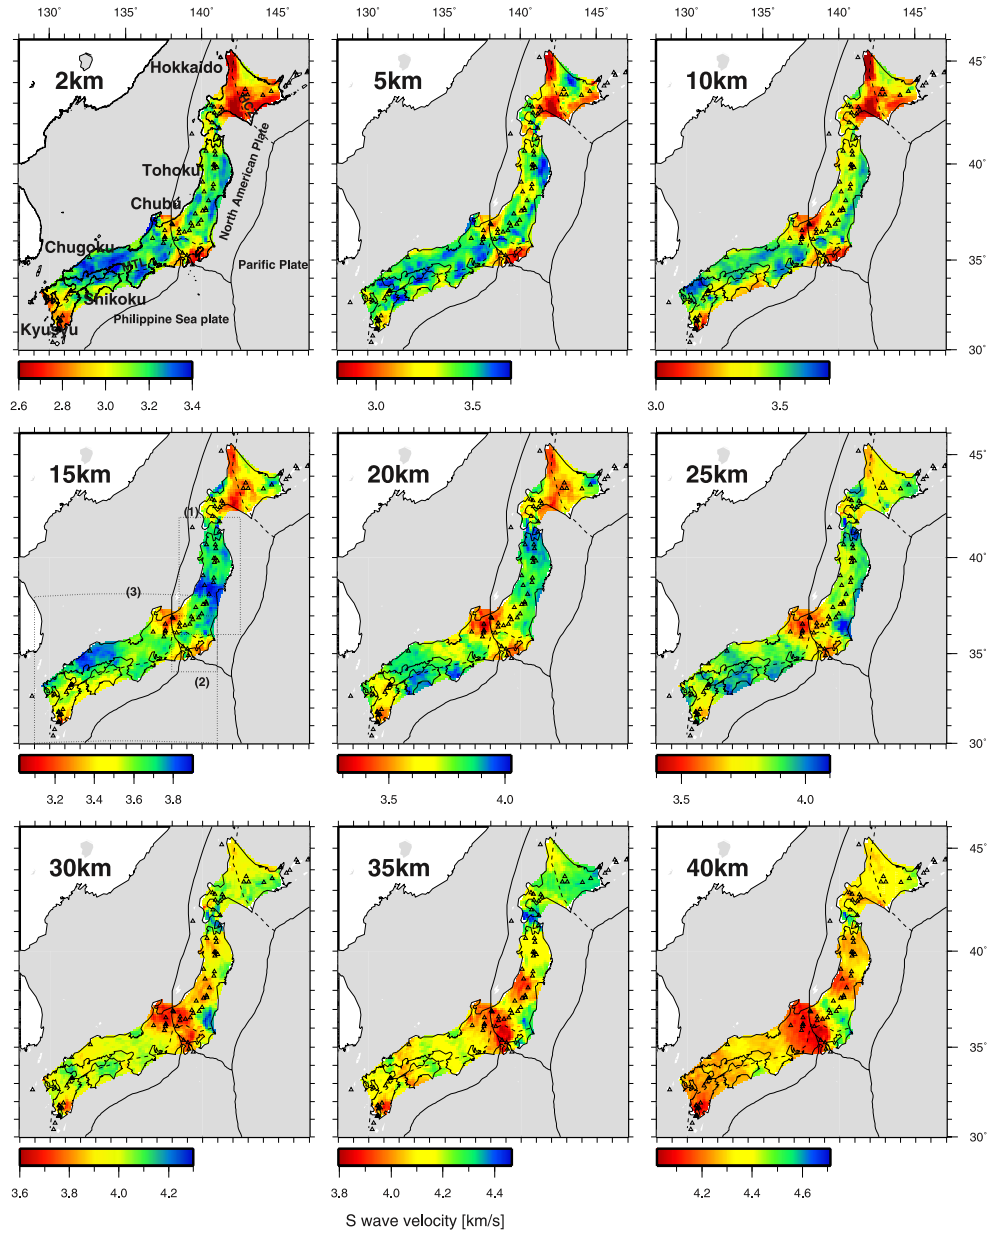 130° 135° 140° 145° 130° 135° 140° 145° 130° 135° 140° 145°
2km
Hokkaido
HC
Tohoku
Chubu
North American Plate
Chugoku
MTL
Parific Plate
Shikoku
Philippine Sea plate
Kyusyu
5km
10km
45°
40°
35°
30°
2.6 2.8 3.0 3.2 3.4
3.0 3.5
3.0 3.5
15km
(1)
(3)
(2)
20km
25km
45°
40°
35°
30°
3.2 3.4 3.6 3.8
3.5 4.0
3.5 4.0
30km
35km
40km
45°
40°
35°
30°
3.6 3.8 4.0 4.2
3.8 4.0 4.2 4.4
4.2 4.4 4.6
S wave velocity [km/s]